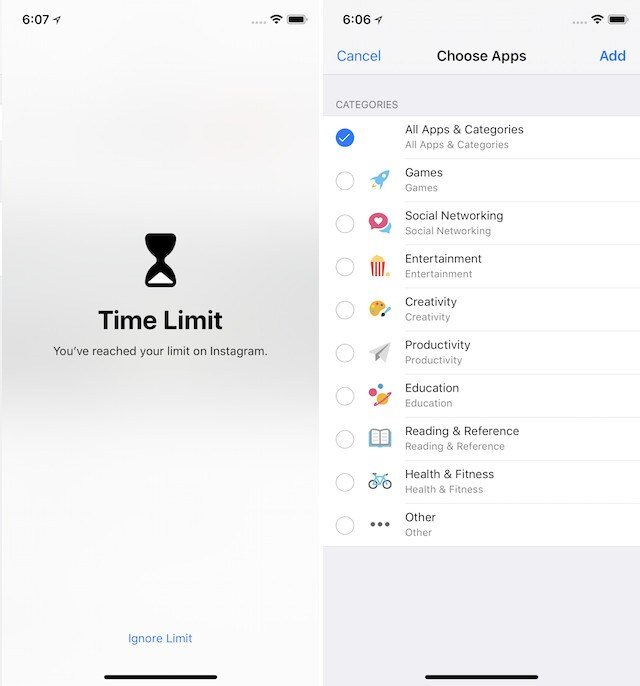 6:07
Time Limit
You've reached your limit on Instagram.
Ignore Limit
6:06
Cancel
Choose Apps
Add
CATEGORIES
All Apps & Categories
All Apps & Categories
Games
Games
Social Networking
Social Networking
Entertainment
Entertainment
Creativity
Creativity
Productivity
Productivity
Education
Education
Reading & Reference
Reading & Reference
Health & Fitness
Health & Fitness
Other
Other